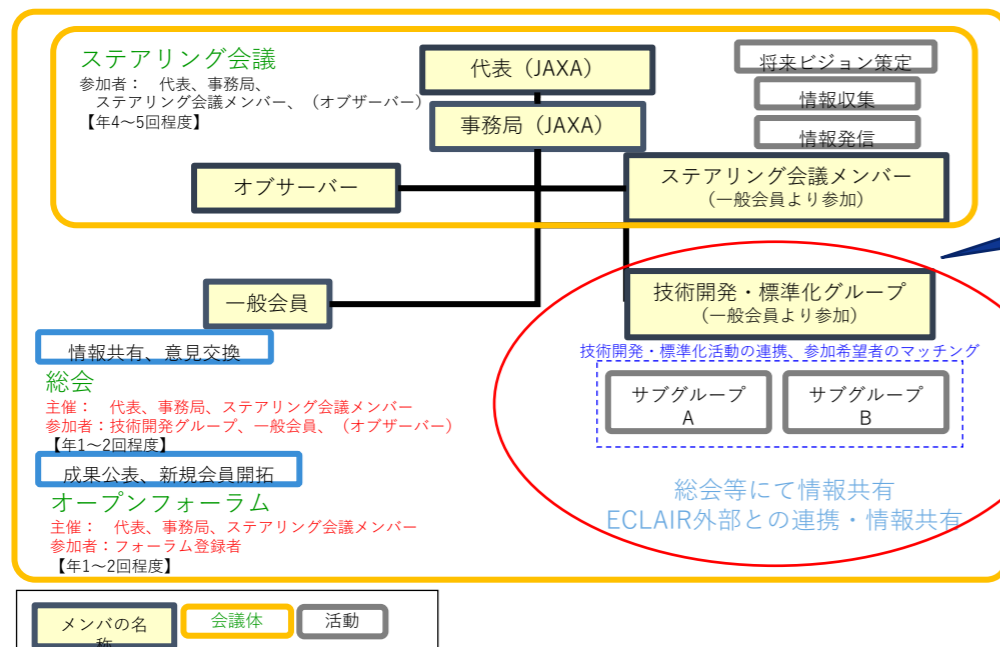 ステアリング会議
参加者： 代表、事務局、
ステアリング会議メンバー、（オブザーバー）
【年4～5回程度】
代表（JAXA）
事務局（JAXA）
将来ビジョン策定
情報収集
情報発信
オブサーバー
ステアリング会議メンバー
(一般会員より参加)
一般会員
技術開発・標準化グループ
(一般会員より参加)
技術開発・標準化活動の連携、参加希望者のマッチング
サブグループ
A
サブグループ
B
総会等にて情報共有
ECLAIR外部との連携・情報共有
情報共有、意見交換
総会
主催： 代表、事務局、ステアリング会議メンバー
参加者：技術開発グループ、一般会員、（オブザーバー）
【年1～2回程度】
成果公表、新規会員開拓
オープンフォーラム
主催： 代表、事務局、ステアリング会議メンバー
参加者：フォーラム登録者
【年1～2回程度】
メンバの名
称
会議体
活動